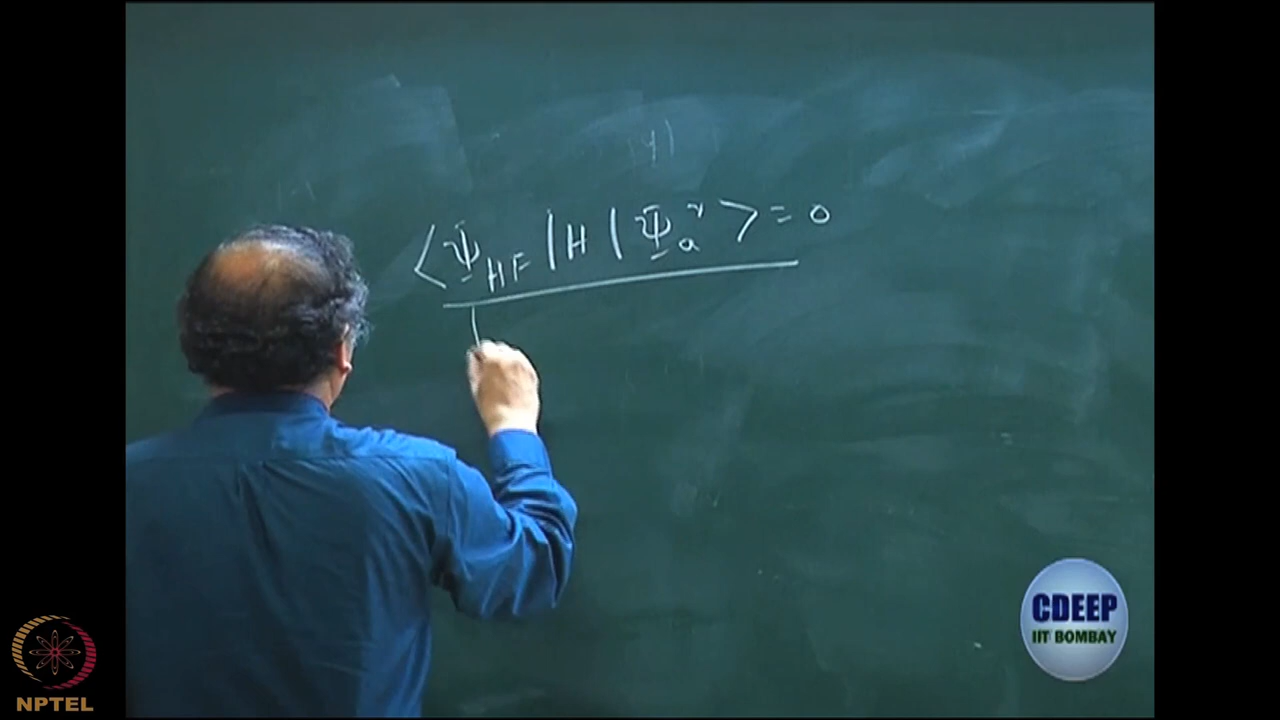 ⟨Ψ_HF|H|Ψ_a^r⟩ = 0
CDEEP
IIT BOMBAY
NPTEL